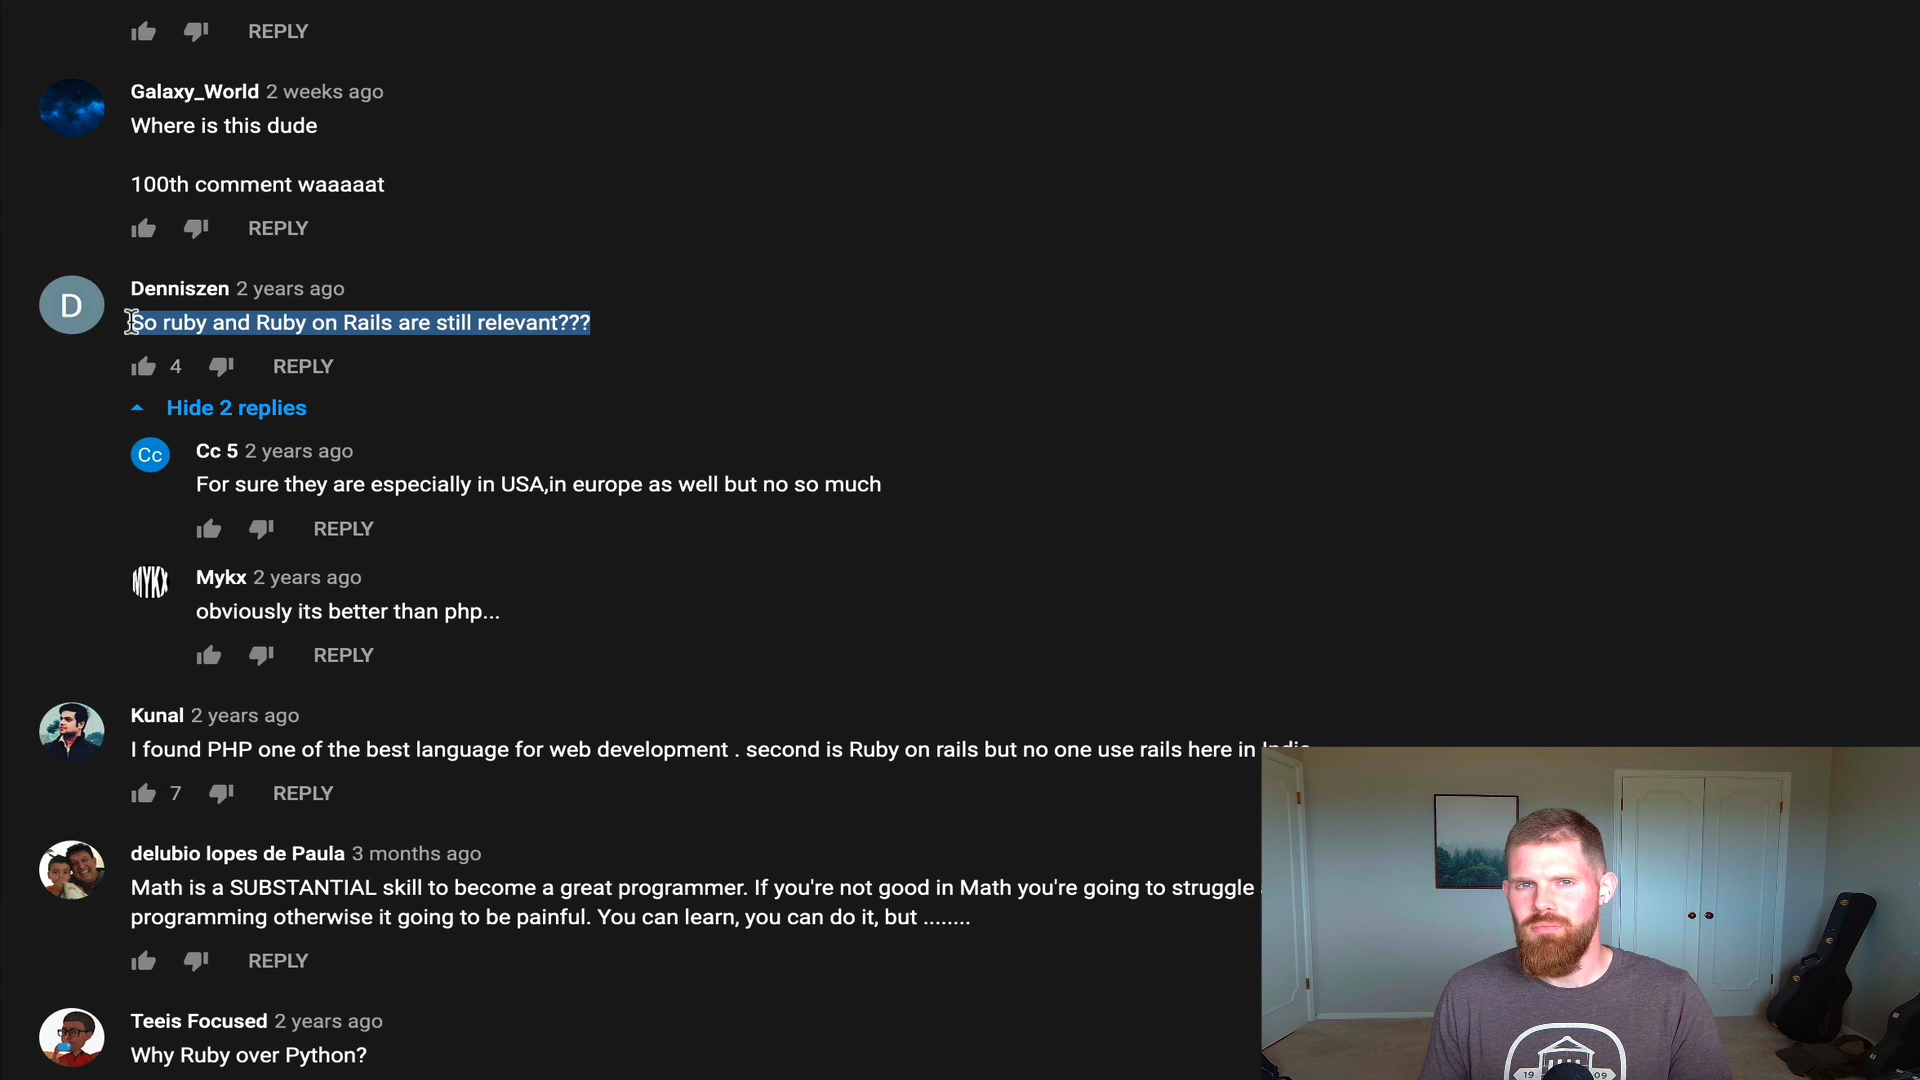 REPLY
Galaxy_World 2 weeks ago
Where is this dude
100th comment waaaaat
REPLY
D
Denniszen 2 years ago
So ruby and Ruby on Rails are still relevant???
4 REPLY
Hide 2 replies
Cc
Cc 5 2 years ago
For sure they are especially in USA,in europe as well but no so much
REPLY
MYKX
Mykx 2 years ago
obviously its better than php...
REPLY
Kunal 2 years ago
I found PHP one of the best language for web development . second is Ruby on rails but no one use rails here in India
7 REPLY
delubio lopes de Paula 3 months ago
Math is a SUBSTANTIAL skill to become a great programmer. If you're not good in Math you're going to struggle
programming otherwise it going to be painful. You can learn, you can do it, but ........
REPLY
Teeis Focused 2 years ago
Why Ruby over Python?
19 09